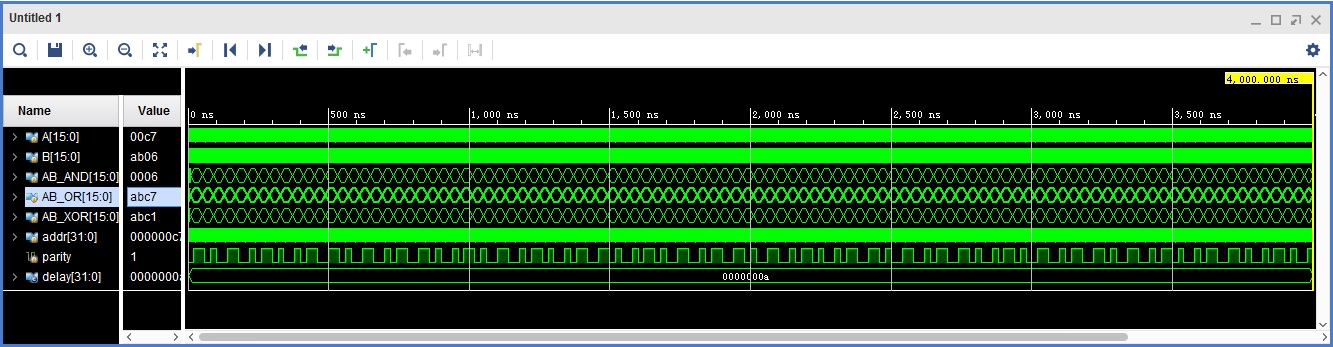 Untitled 1
4,000.000 ns
Name Value
0 ns 500 ns 1,000 ns 1,500 ns 2,000 ns 2,500 ns 3,000 ns 3,500 ns
A[15:0] 00c7
B[15:0] ab06
AB_AND[15:0] 0006
AB_OR[15:0] abc7
AB_XOR[15:0] abc1
addr[31:0] 000000c7
parity 1
delay[31:0] 0000000a 0000000a